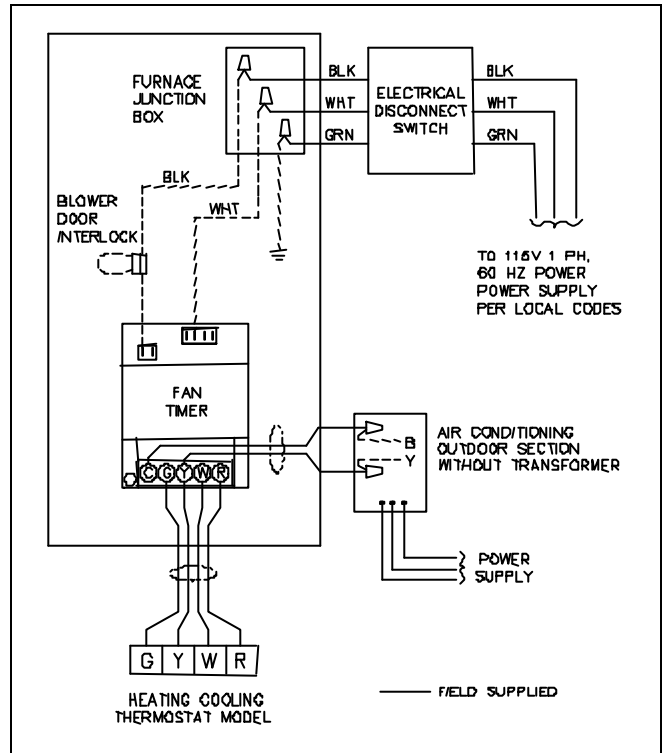 FURNACE
JUNCTION
BOX
BLK
WHT
GRN
ELECTRICAL
DISCONNECT
SWITCH
BLK
WHT
GRN
BLK
WHT
BLOWER
DOOR
INTERLOCK
TO 115V 1 PH,
60 HZ POWER
POWER SUPPLY
PER LOCAL CODES
FAN
TIMER
C G Y W R
B
Y
AIR CONDITIONING
OUTDOOR SECTION
WITHOUT TRANSFORMER
POWER
SUPPLY
G Y W R
HEATING COOLING
THERMOSTAT MODEL
FIELD SUPPLIED